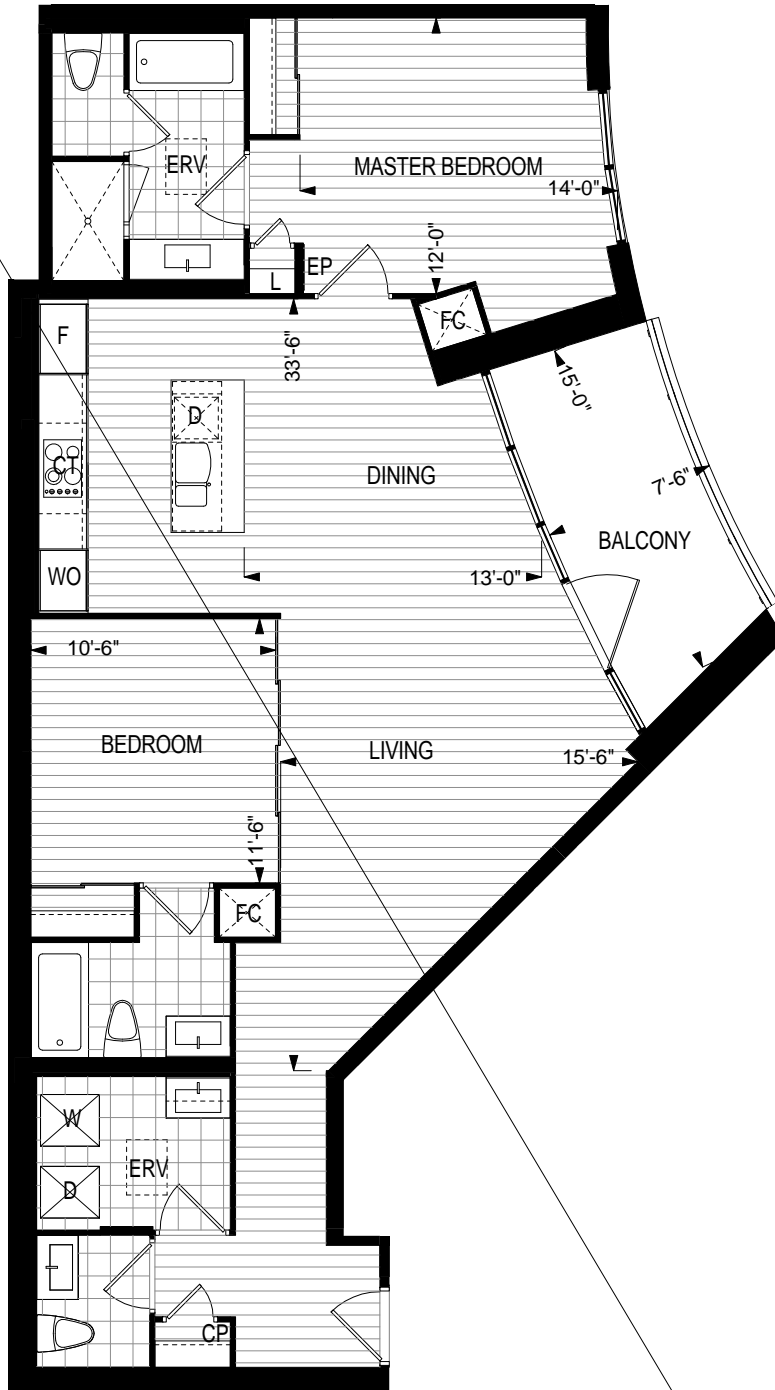 ERV
MASTER BEDROOM
14'-0"
12'-0"
EP
L
FC
F
33'-6"
15'-0"
D
CT
DINING
7'-6"
BALCONY
WO
13'-0"
10'-6"
BEDROOM
LIVING
15'-6"
11'-6"
FC
W
ERV
D
CP